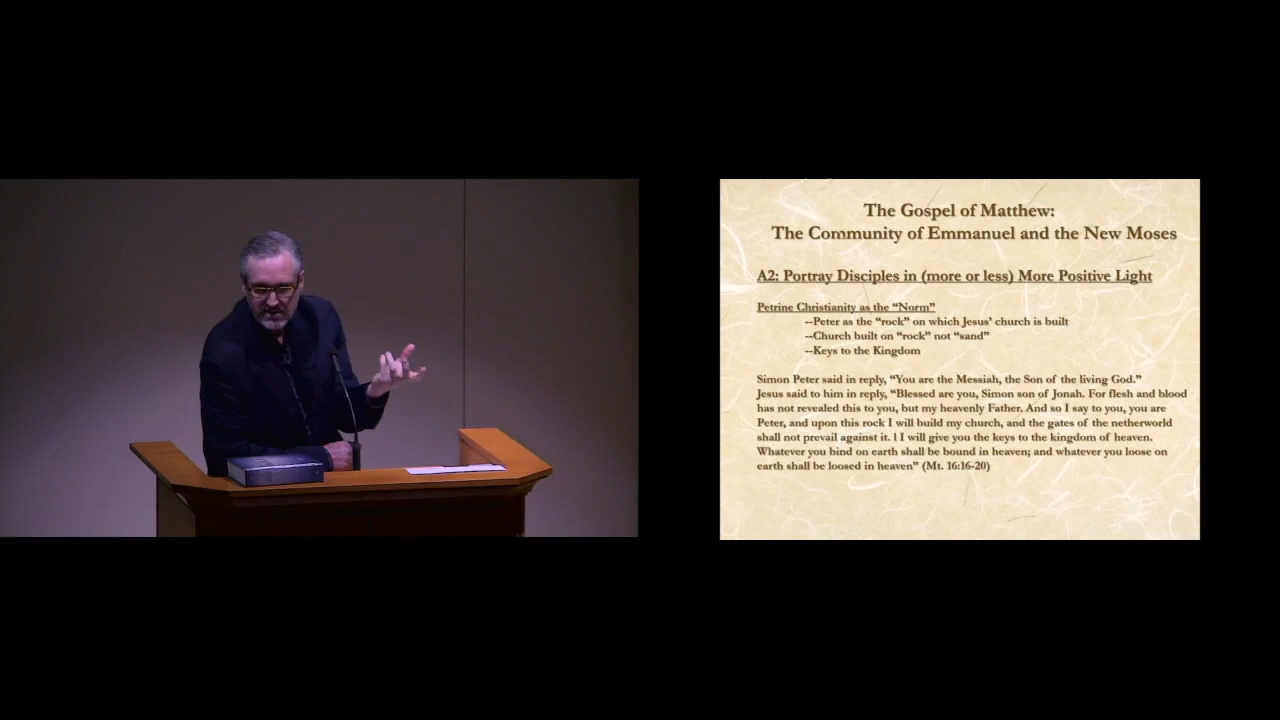 The Gospel of Matthew:
The Community of Emmanuel and the New Moses
A2: Portray Disciples in (more or less) More Positive Light
Petrine Christianity as the “Norm”
--Peter as the “rock” on which Jesus’ church is built
--Church built on “rock” not “sand”
--Keys to the Kingdom
Simon Peter said in reply, “You are the Messiah, the Son of the living God.”
Jesus said to him in reply, “Blessed are you, Simon son of Jonah. For flesh and blood
has not revealed this to you, but my heavenly Father. And so I say to you, you are
Peter, and upon this rock I will build my church, and the gates of the netherworld
shall not prevail against it. l I will give you the keys to the kingdom of heaven.
Whatever you bind on earth shall be bound in heaven; and whatever you loose on
earth shall be loosed in heaven” (Mt. 16:16-20)